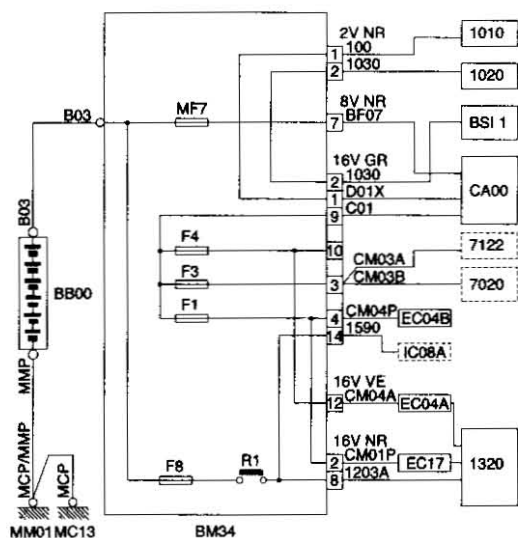 2V NR
100
1
1010
1030
2
1020
8V NR
B03
MF7
BF07
7
BSI 1
16V GR
1030
2
D01X
1
CA00
C01
9
B03
F4
10
CM03A
7122
F3
3
CM03B
7020
BB00
F1
CM04P
4
EC04B
1590
14
IC08A
MMP
16V VE
CM04A
12
EC04A
16V NR
CM01P
2
EC17
1320
MCP/MMP
MCP
F8
R1
1203A
8
MM01 MC13
BM34